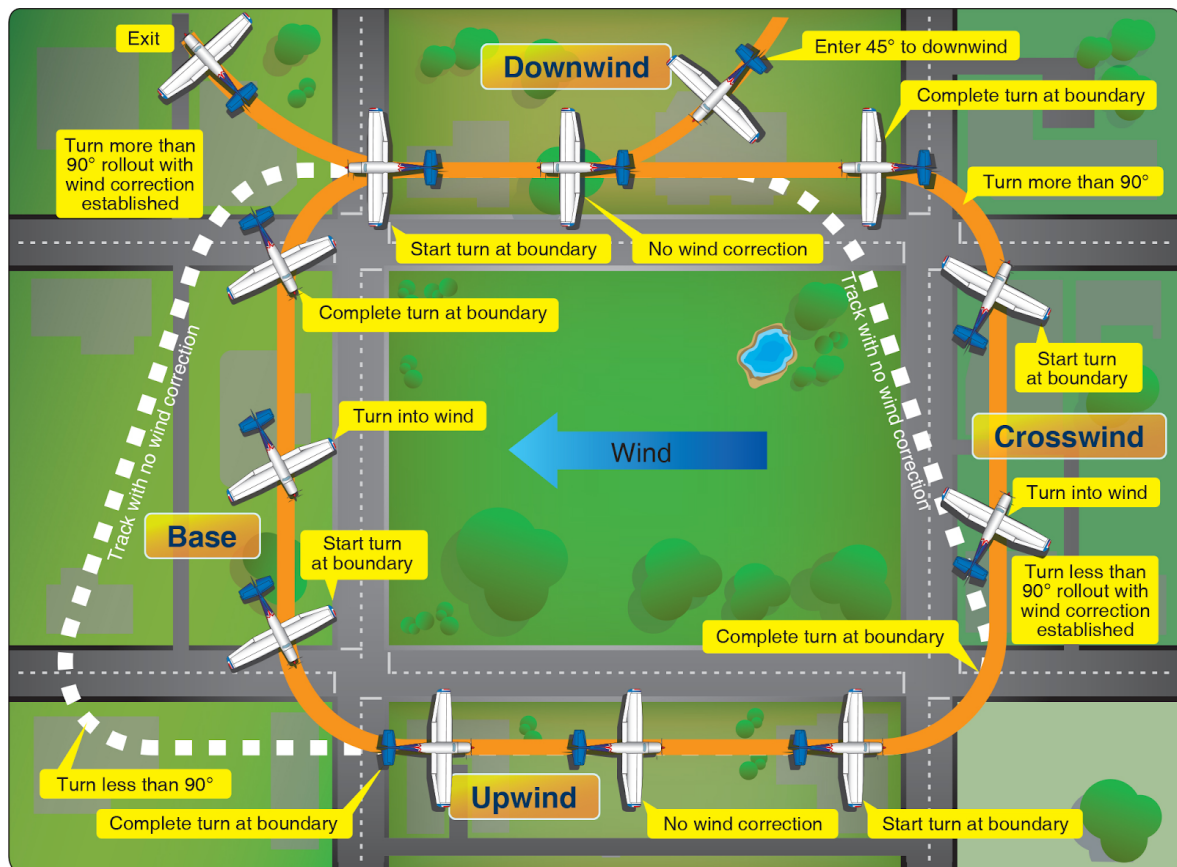 Exit
Downwind
Enter 45° to downwind
Complete turn at boundary
Turn more than
90° rollout with
wind correction
established
Turn more than 90°
Start turn at boundary
No wind correction
Complete turn at boundary
Track with no wind correction
Track with no wind correction
Start turn
at boundary
Turn into wind
Wind
Crosswind
Turn into wind
Base
Start turn
at boundary
Turn less than
90° rollout with
wind correction
established
Complete turn at boundary
Turn less than 90°
Upwind
Complete turn at boundary
No wind correction
Start turn at boundary